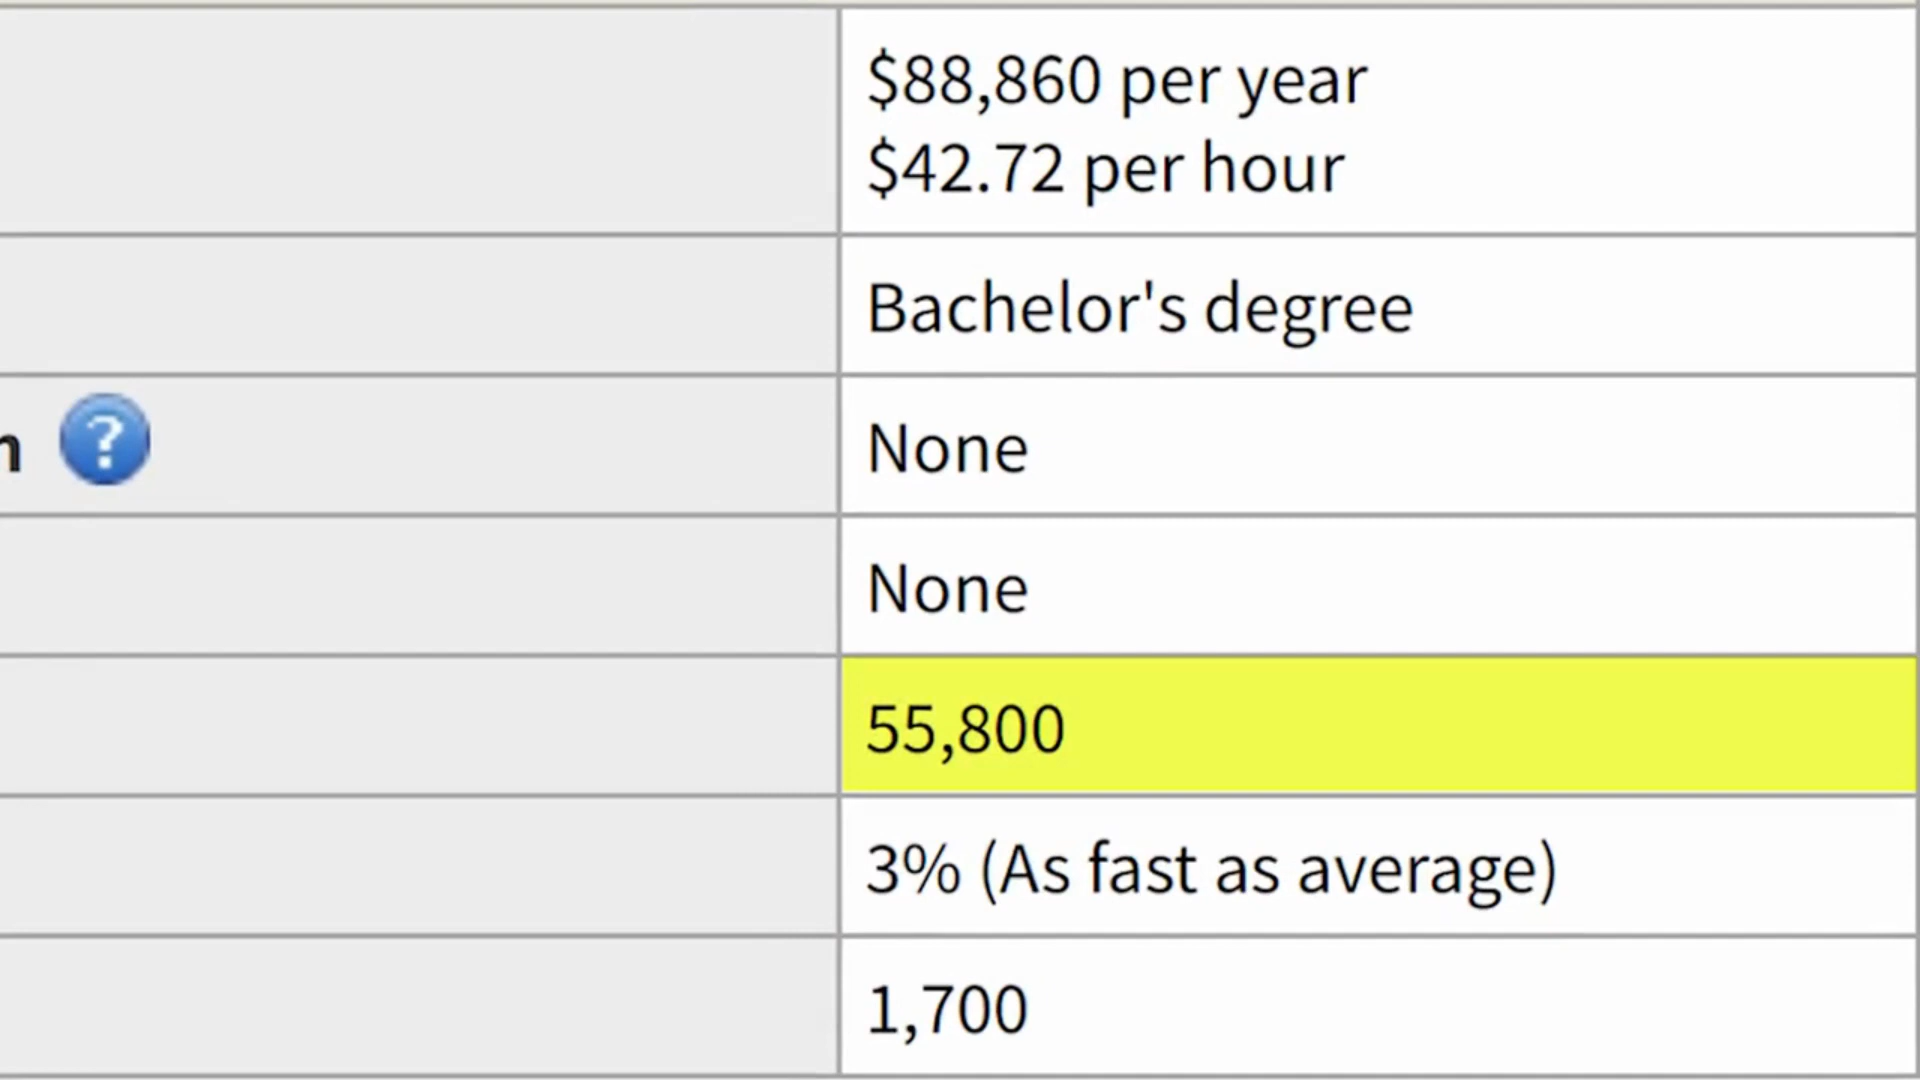 $88,860 per year
$42.72 per hour
Bachelor's degree
n ?
None
None
55,800
3% (As fast as average)
1,700